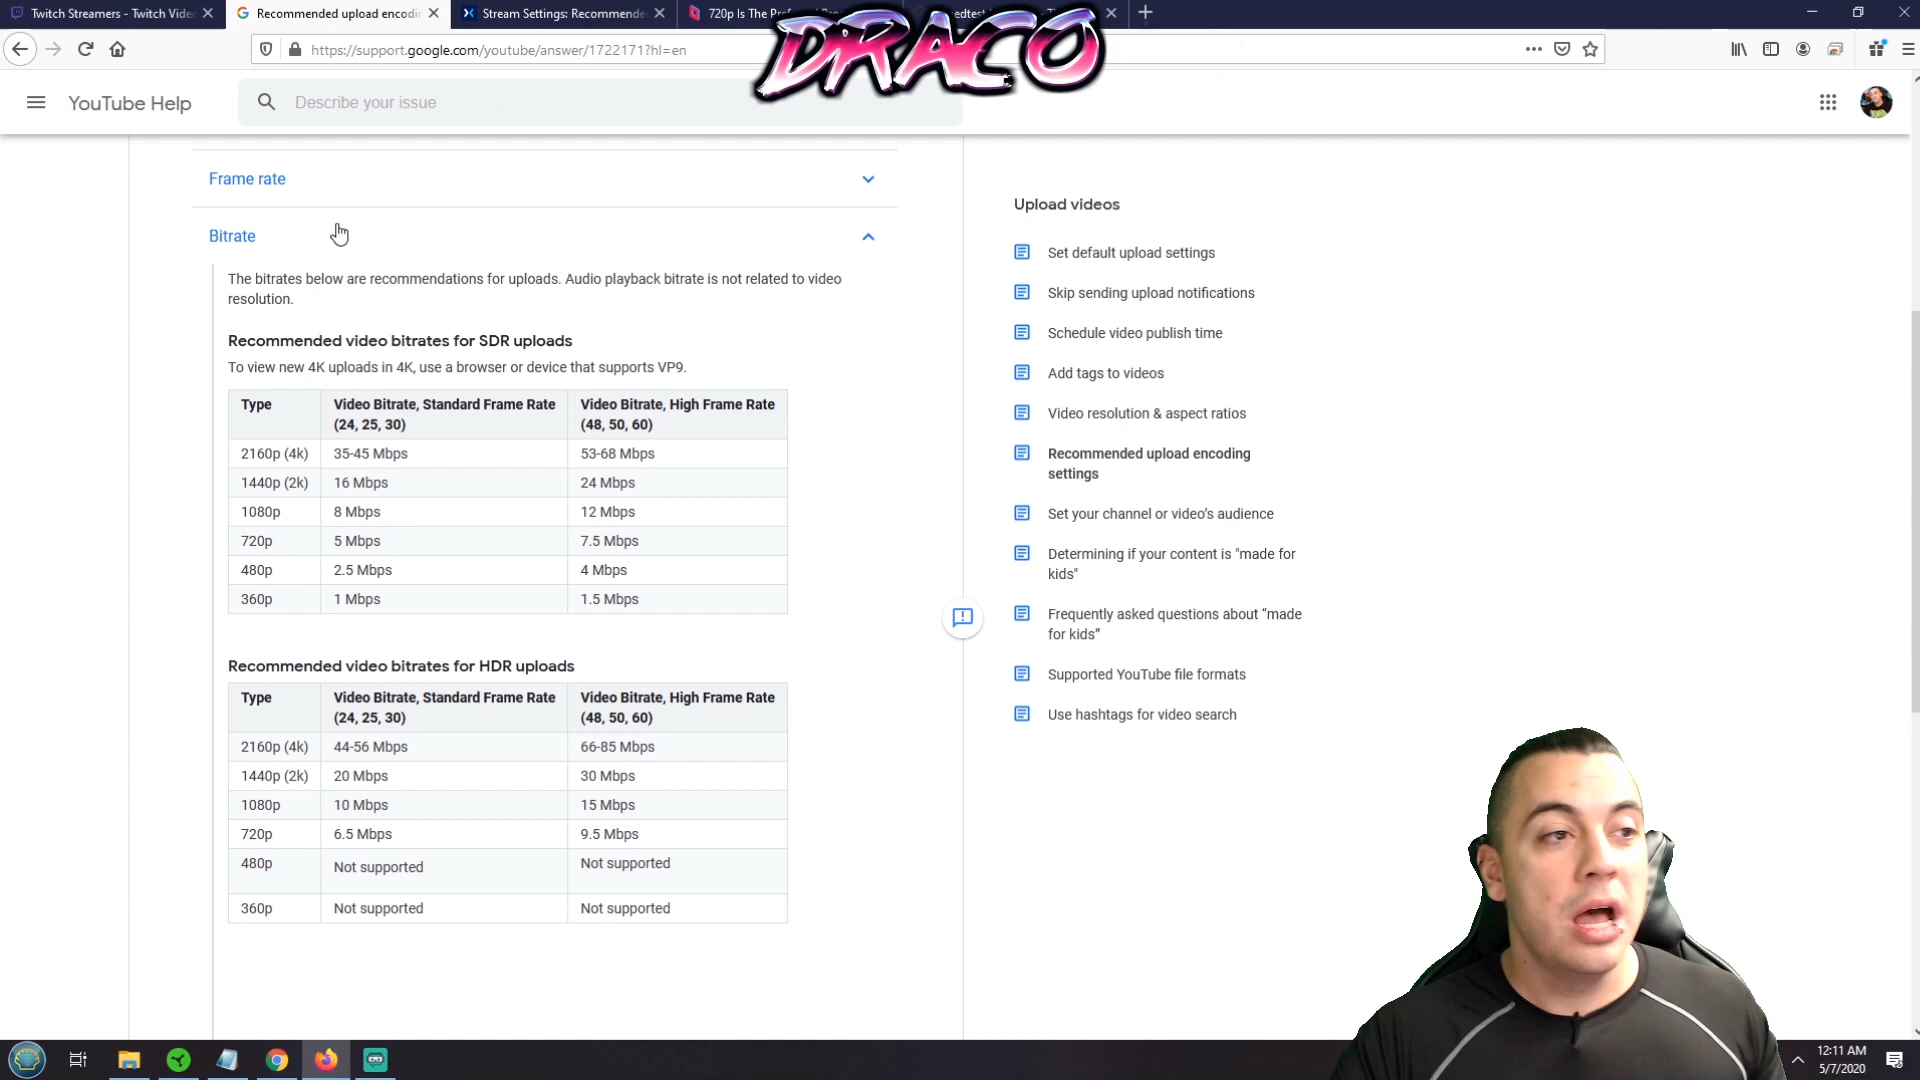 Twitch Streamers - Twitch Vide
Recommended upload encodi
Stream Settings: Recommende
720p Is The Pref
DRACO
https://support.google.com/youtube/answer/1722171?hl=en
YouTube Help
Describe your issue
Frame rate
Bitrate
The bitrates below are recommendations for uploads. Audio playback bitrate is not related to video
resolution.
Recommended video bitrates for SDR uploads
To view new 4K uploads in 4K, use a browser or device that supports VP9.
Type Video Bitrate, Standard Frame Rate (24, 25, 30) Video Bitrate, High Frame Rate (48, 50, 60)
2160p (4k) 35-45 Mbps 53-68 Mbps
1440p (2k) 16 Mbps 24 Mbps
1080p 8 Mbps 12 Mbps
720p 5 Mbps 7.5 Mbps
480p 2.5 Mbps 4 Mbps
360p 1 Mbps 1.5 Mbps
Recommended video bitrates for HDR uploads
Type Video Bitrate, Standard Frame Rate (24, 25, 30) Video Bitrate, High Frame Rate (48, 50, 60)
2160p (4k) 44-56 Mbps 66-85 Mbps
1440p (2k) 20 Mbps 30 Mbps
1080p 10 Mbps 15 Mbps
720p 6.5 Mbps 9.5 Mbps
480p Not supported Not supported
360p Not supported Not supported
Upload videos
Set default upload settings
Skip sending upload notifications
Schedule video publish time
Add tags to videos
Video resolution & aspect ratios
Recommended upload encoding
settings
Set your channel or video's audience
Determining if your content is "made for
kids"
Frequently asked questions about “made
for kids”
Supported YouTube file formats
Use hashtags for video search
12:11 AM
5/7/2020